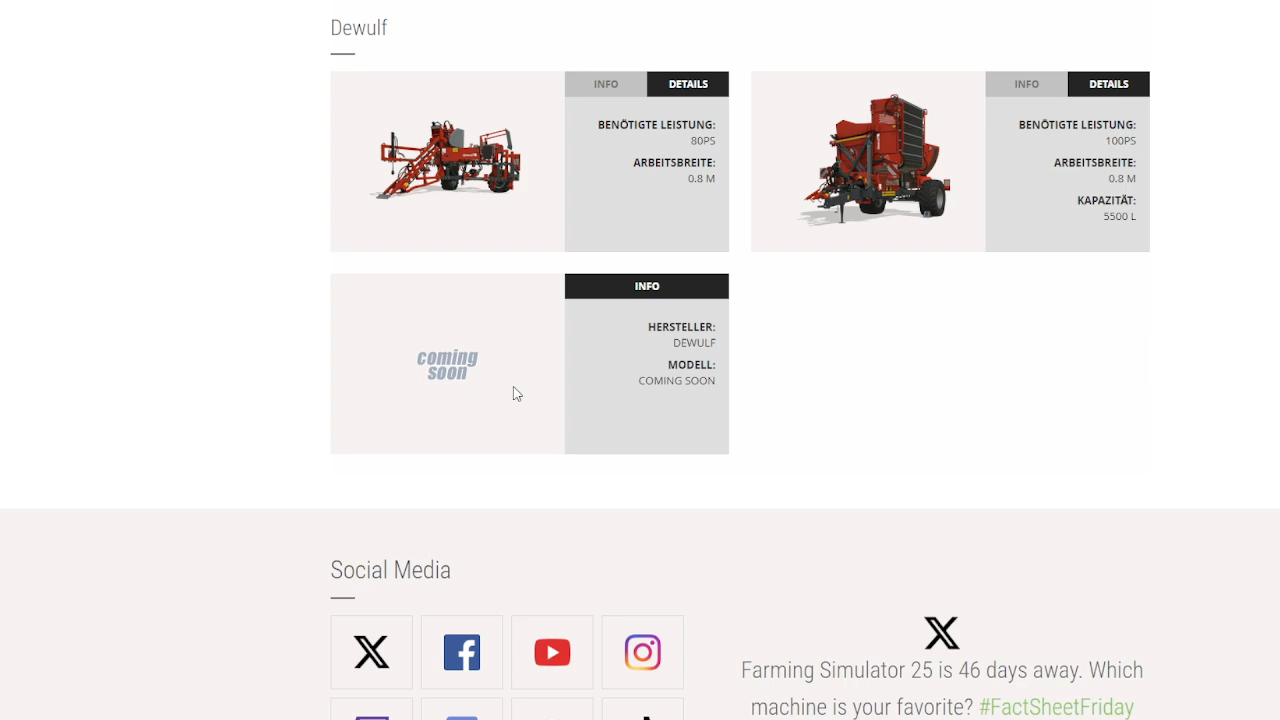 Dewulf
INFO
DETAILS
BENÖTIGTE LEISTUNG:
80PS
ARBEITSBREITE:
0.8 M
INFO
DETAILS
BENÖTIGTE LEISTUNG:
100PS
ARBEITSBREITE:
0.8 M
KAPAZITÄT:
5500 L
coming
soon
INFO
HERSTELLER:
DEWULF
MODELL:
COMING SOON
Social Media
Farming Simulator 25 is 46 days away. Which
machine is your favorite? #FactSheetFriday